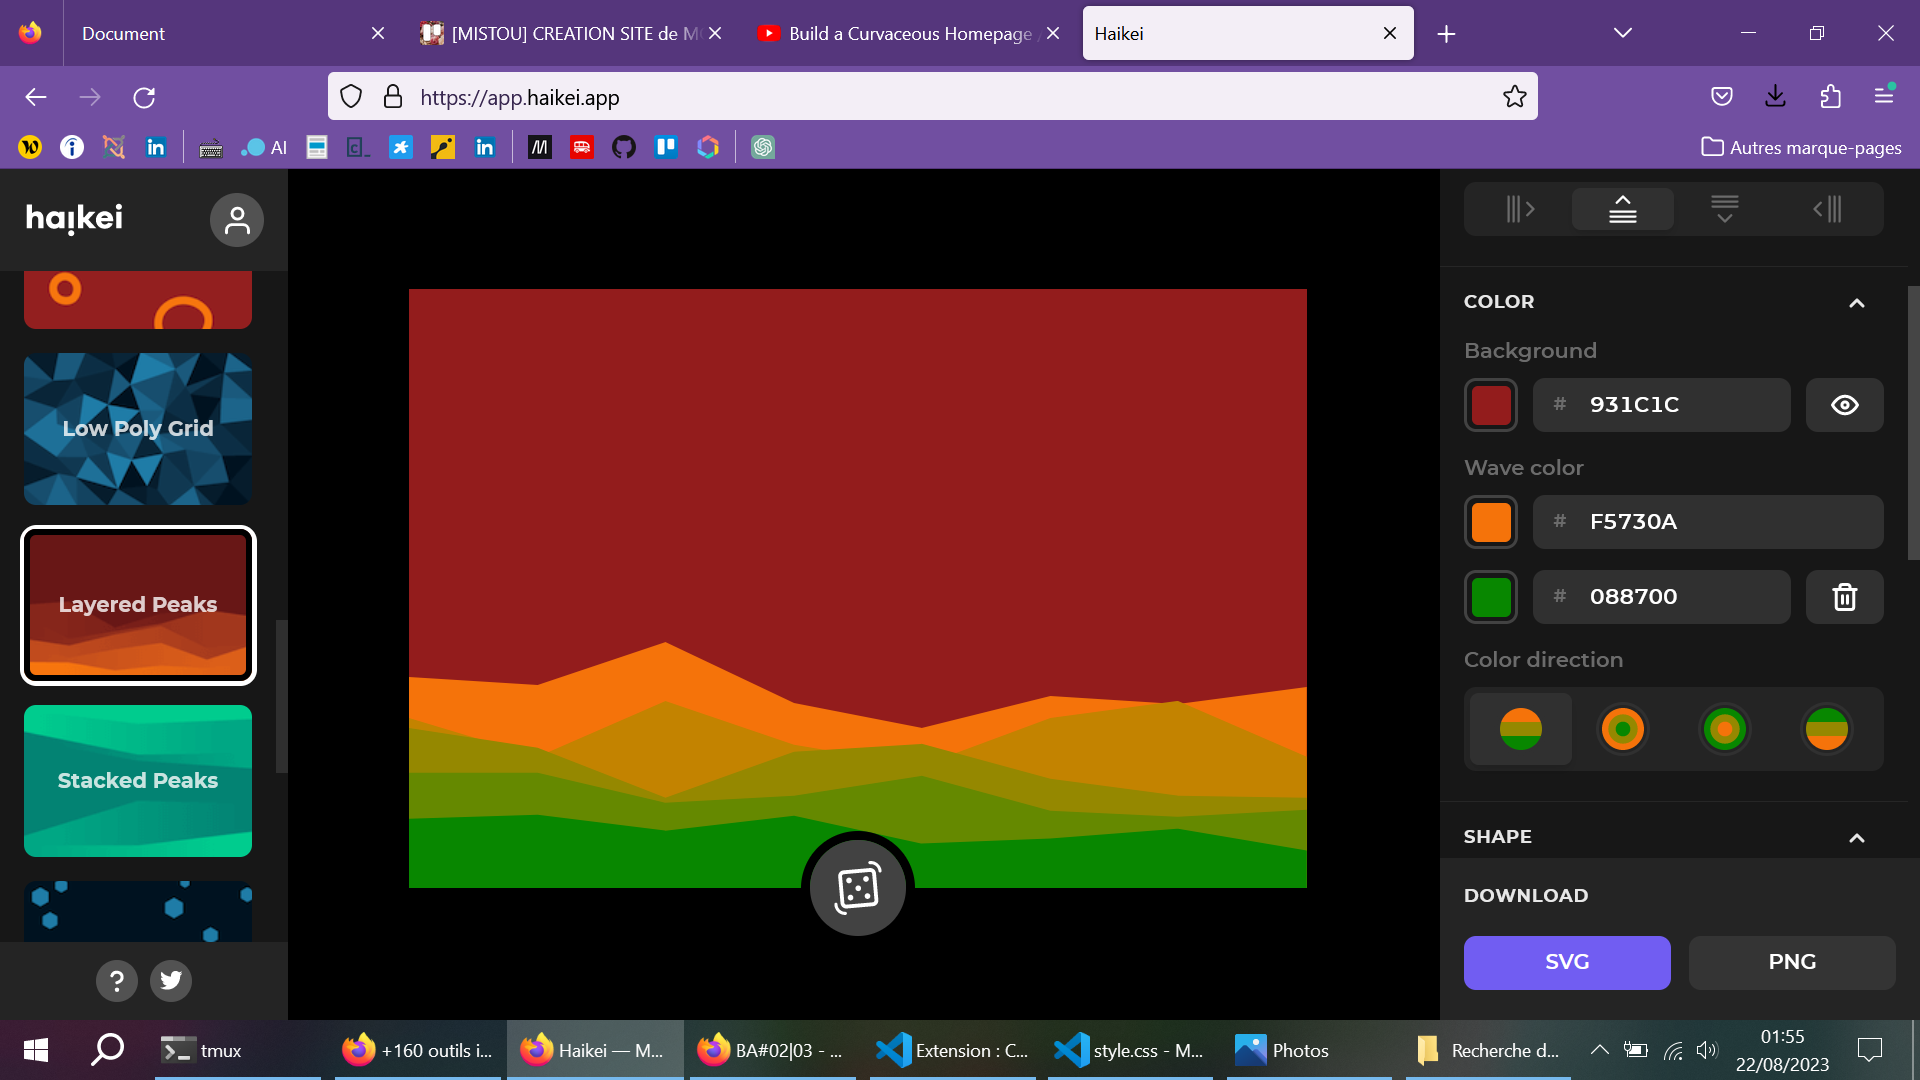 Document
[MISTOU] CREATION SITE de M
Build a Curvaceous Homepage
Haikei
https://app.haikei.app
AI
Autres marque-pages
haikei
Low Poly Grid
Layered Peaks
Stacked Peaks
COLOR
Background
# 931C1C
Wave color
# F5730A
# 088700
Color direction
SHAPE
DOWNLOAD
SVG
PNG
?
tmux
+160 outils i...
Haikei — M...
BA#02|03 - ...
Extension : C...
style.css - M...
Photos
Recherche d...
01:55
22/08/2023